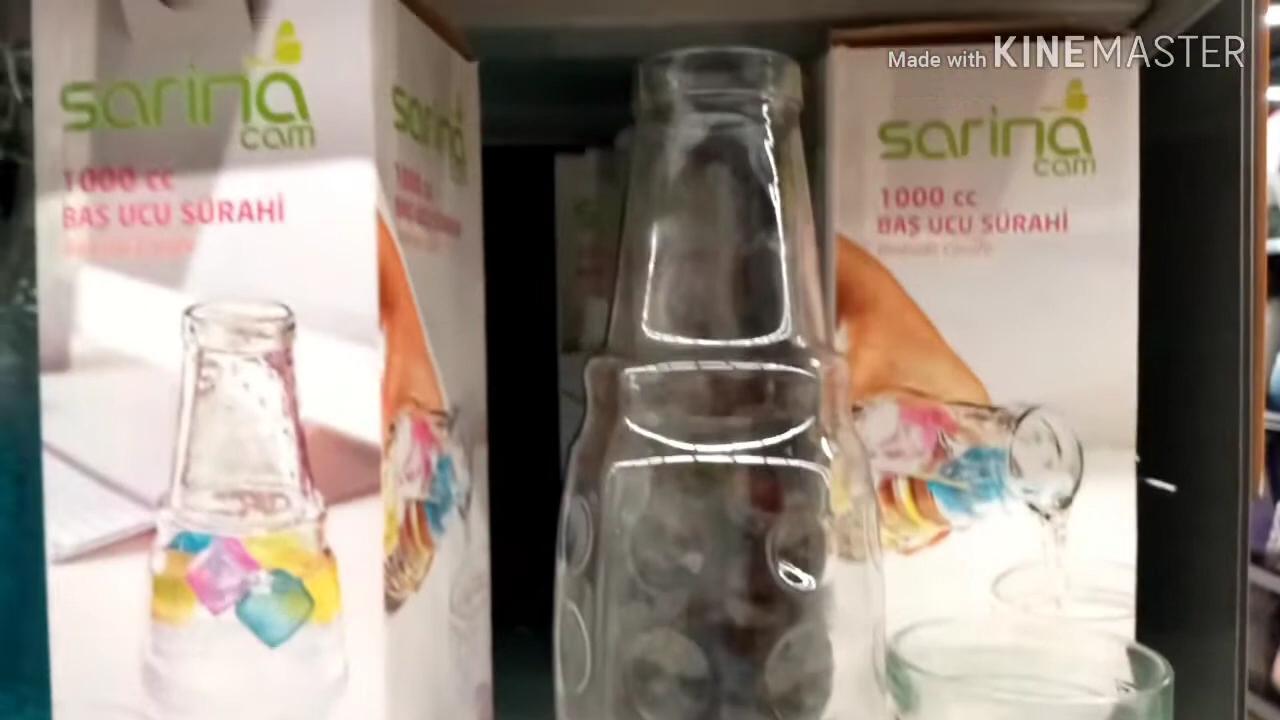 Made with KINEMASTER
sarina
cam
1000 cc
BAŞ UCU SÜRAHİ
sarina
sarina
cam
1000 cc
BAŞ UCU SÜRAHİ